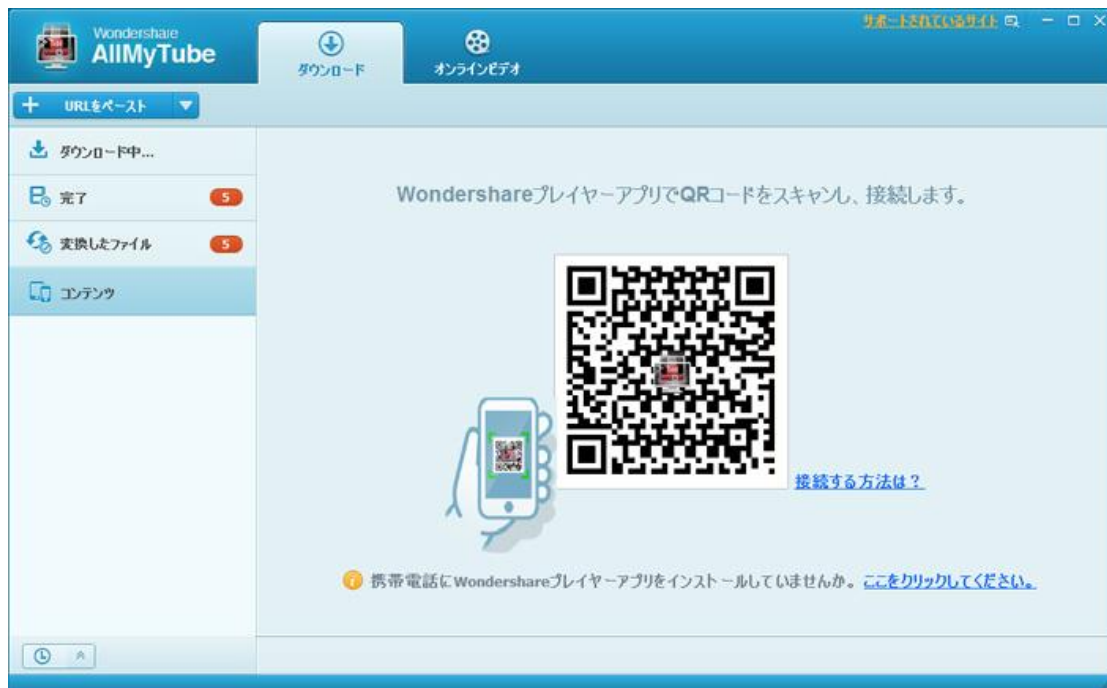 Wondershare
AllMyTube
ダウンロード
オンラインビデオ
サポートされているサイト
URLをペースト
ダウンロード中...
完了 5
変換したファイル 5
コンテンツ
WondershareプレイヤーアプリでQRコードをスキャンし、接続します。
接続する方法は？
携帯電話にWondershareプレイヤーアプリをインストールしていませんか。ここをクリックしてください。